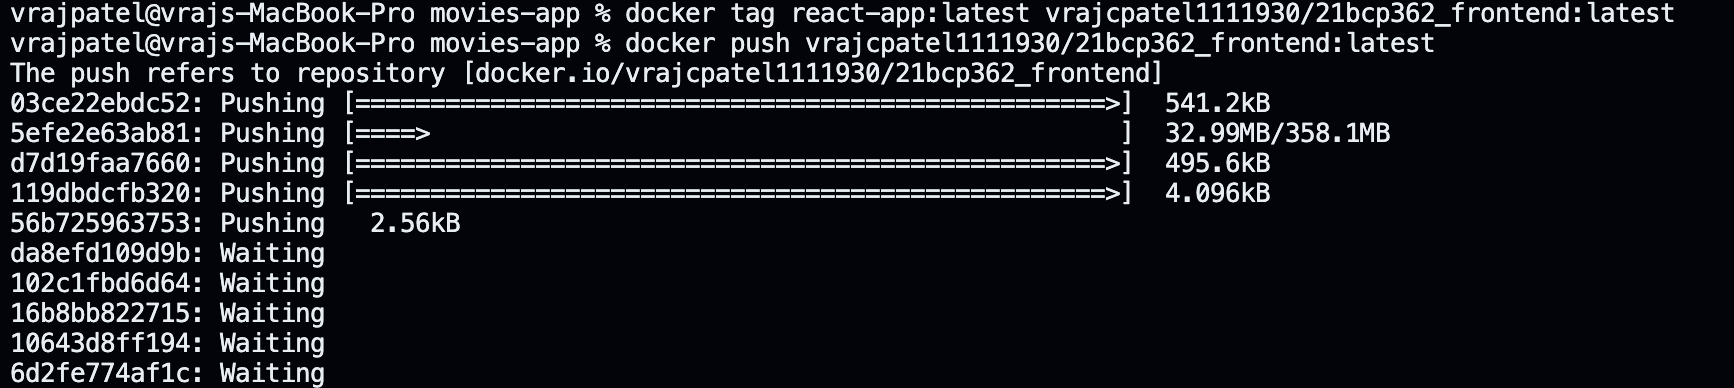 vrajpatel@vrajs-MacBook-Pro movies-app % docker tag react-app:latest vrajcpatel1111930/21bcp362_frontend:latest
vrajpatel@vrajs-MacBook-Pro movies-app % docker push vrajcpatel1111930/21bcp362_frontend:latest
The push refers to repository [docker.io/vrajcpatel1111930/21bcp362_frontend]
03ce22ebdc52: Pushing [==================================================>]  541.2kB
5efe2e63ab81: Pushing [====>                                              ]  32.99MB/358.1MB
d7d19faa7660: Pushing [==================================================>]  495.6kB
119dbdcfb320: Pushing [==================================================>]  4.096kB
56b725963753: Pushing   2.56kB
da8efd109d9b: Waiting
102c1fbd6d64: Waiting
16b8bb822715: Waiting
10643d8ff194: Waiting
6d2fe774af1c: Waiting